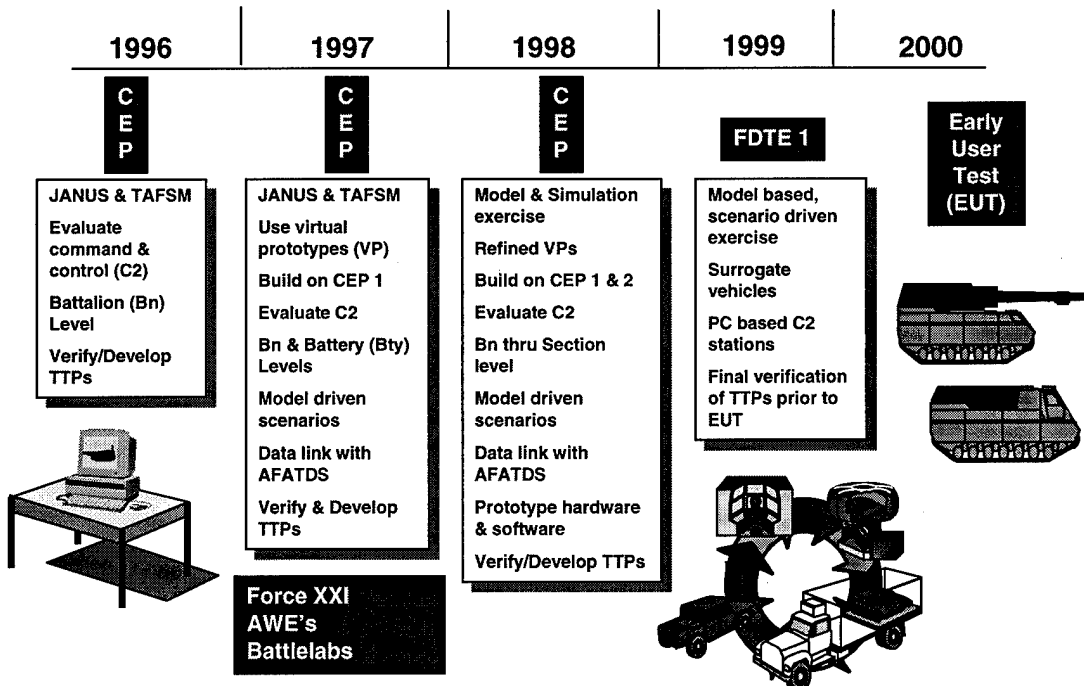 1996
1997
1998
1999
2000
C
E
P
JANUS & TAFSM
Evaluate
command &
control (C2)
Battalion (Bn)
Level
Verify/Develop
TTPs
C
E
P
JANUS & TAFSM
Use virtual
prototypes (VP)
Build on CEP 1
Evaluate C2
Bn & Battery (Bty)
Levels
Model driven
scenarios
Data link with
AFATDS
Verify & Develop
TTPs
Force XXI
AWE's
Battlelabs
C
E
P
Model & Simulation
exercise
Refined VPs
Build on CEP 1 & 2
Evaluate C2
Bn thru Section
level
Model driven
scenarios
Data link with
AFATDS
Prototype hardware
& software
Verify/Develop TTPs
FDTE 1
Model based,
scenario driven
exercise
Surrogate
vehicles
PC based C2
stations
Final verification
of TTPs prior to
EUT
Early
User
Test
(EUT)